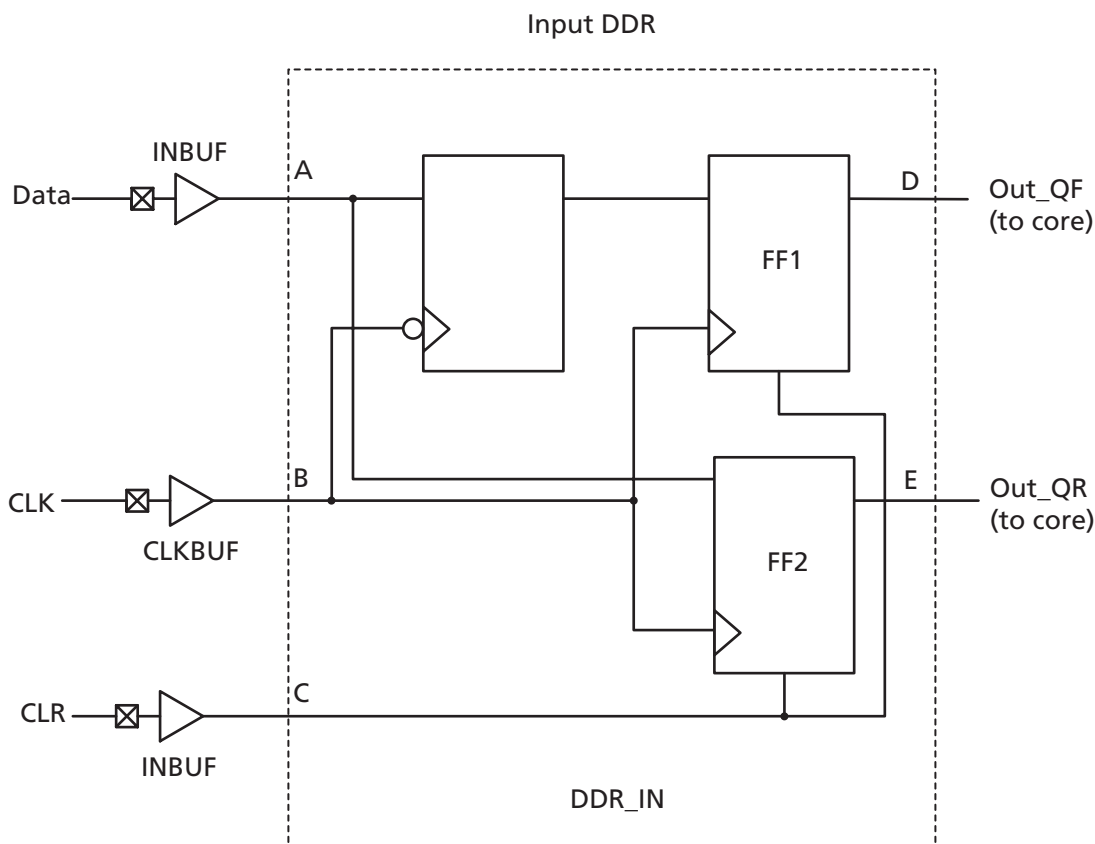 Input DDR
INBUF
A
D
Data
Out_QF
(to core)
FF1
B
E
CLK
Out_QR
(to core)
CLKBUF
FF2
C
CLR
INBUF
DDR_IN